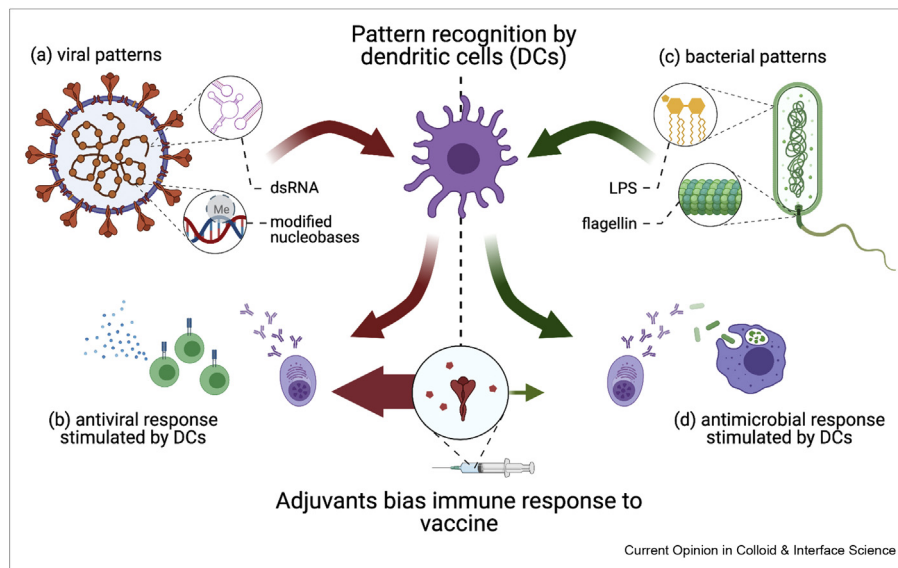 Pattern recognition by
dendritic cells (DCs)
(a) viral patterns
(c) bacterial patterns
dsRNA
Me
modified
nucleobases
LPS
flagellin
(b) antiviral response
stimulated by DCs
(d) antimicrobial response
stimulated by DCs
Adjuvants bias immune response to
vaccine
Current Opinion in Colloid & Interface Science